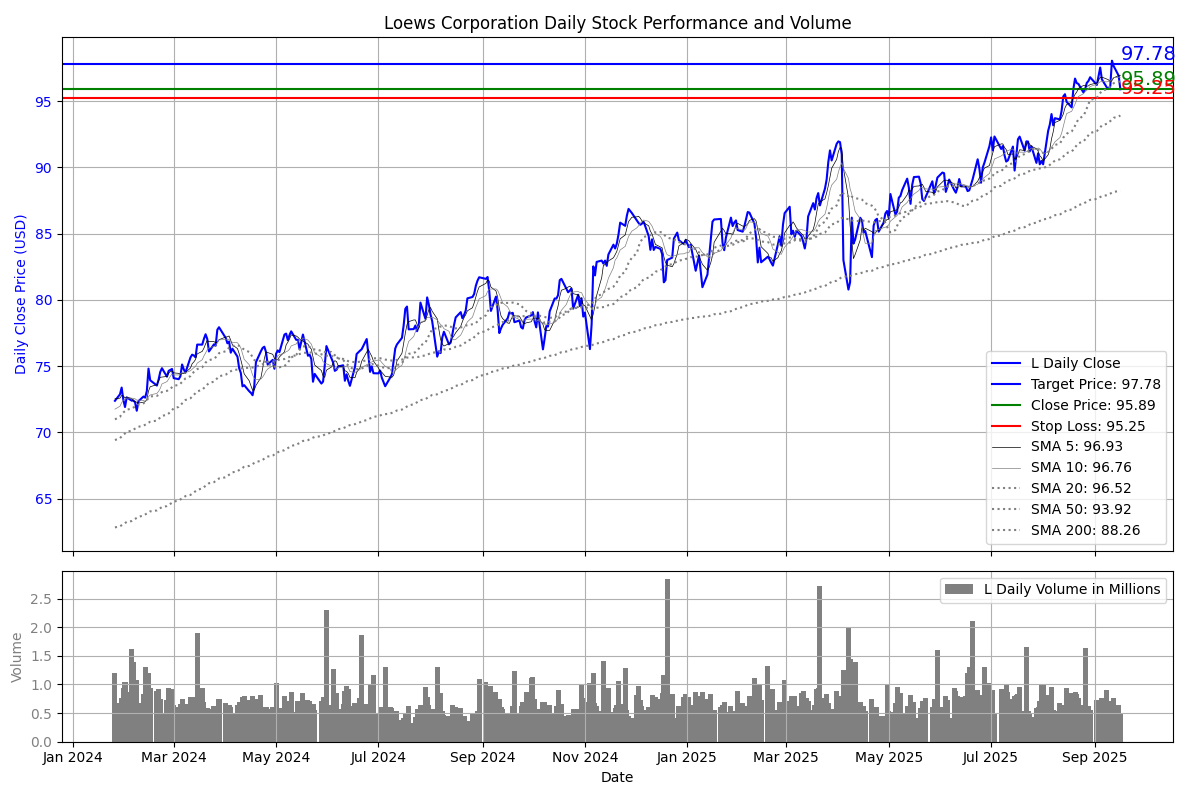 Loews Corporation Daily Stock Performance and Volume
97.78
95.89
95.25
95
90
85
80
75
70
65
Daily Close Price (USD)
L Daily Close
Target Price: 97.78
Close Price: 95.89
Stop Loss: 95.25
SMA 5: 96.93
SMA 10: 96.76
SMA 20: 96.52
SMA 50: 93.92
SMA 200: 88.26
L Daily Volume in Millions
2.5
2.0
1.5
1.0
0.5
0.0
Volume
Jan 2024 Mar 2024 May 2024 Jul 2024 Sep 2024 Nov 2024 Jan 2025 Mar 2025 May 2025 Jul 2025 Sep 2025
Date